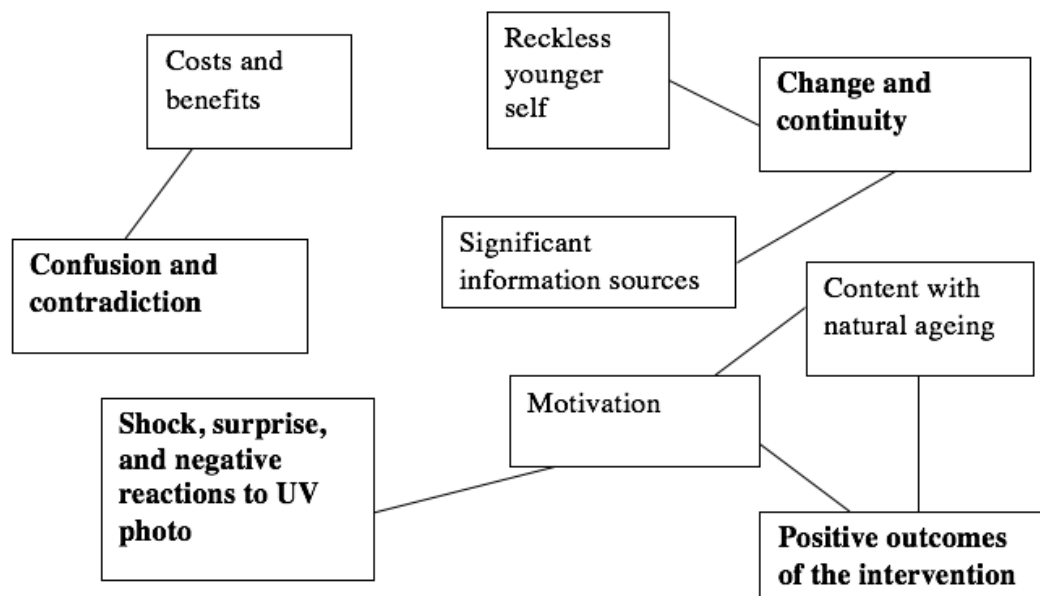 Costs and
benefits
Reckless
younger
self
Change and
continuity
Confusion and
contradiction
Significant
information sources
Content with
natural ageing
Motivation
Shock, surprise,
and negative
reactions to UV
photo
Positive outcomes
of the intervention